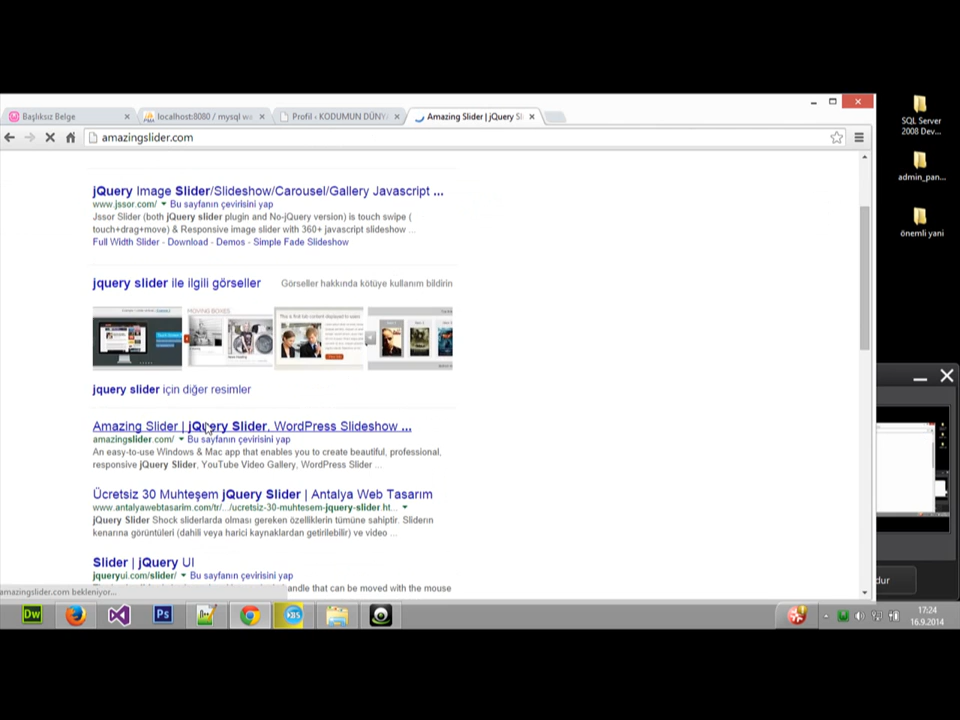 Başlıksız Belge
localhost:8080 / mysql wa
Profil ‹ KODUMUN DÜNYA
Amazing Slider | jQuery Sl
amazingslider.com
jQuery Image Slider/Slideshow/Carousel/Gallery Javascript ...
www.jssor.com/ Bu sayfanın çevirisini yap
Jssor Slider (both jQuery slider plugin and No-jQuery version) is touch swipe (
touch+drag+move) & Responsive image slider with 360+ javascript slideshow ...
Full Width Slider - Download - Demos - Simple Fade Slideshow
jquery slider ile ilgili görseller
Görseller hakkında kötüye kullanım bildirin
MOVING BOXES
jquery slider için diğer resimler
Amazing Slider | jQuery Slider, WordPress Slideshow ...
amazingslider.com/ Bu sayfanın çevirisini yap
An easy-to-use Windows & Mac app that enables you to create beautiful, professional,
responsive jQuery Slider, YouTube Video Gallery, WordPress Slider ...
Ücretsiz 30 Muhteşem jQuery Slider | Antalya Web Tasarım
www.antalyawebtasarim.com/tr/.../ucretsiz-30-muhtesem-jquery-slider.ht...
jQuery Slider Shock sliderlarda olması gereken özelliklerin tümüne sahiptir. Sliderın
kenarına görüntüleri (dahili veya harici kaynaklardan getirilebilir) ve video ...
Slider | jQuery UI
jqueryui.com/slider/ Bu sayfanın çevirisini yap
handle that can be moved with the mouse
amazingslider.com bekleniyor...
SQL Server
2008 Dev...
admin_pan...
önemli yani
dur
Dw
Ps
BS
17:24
16.9.2014